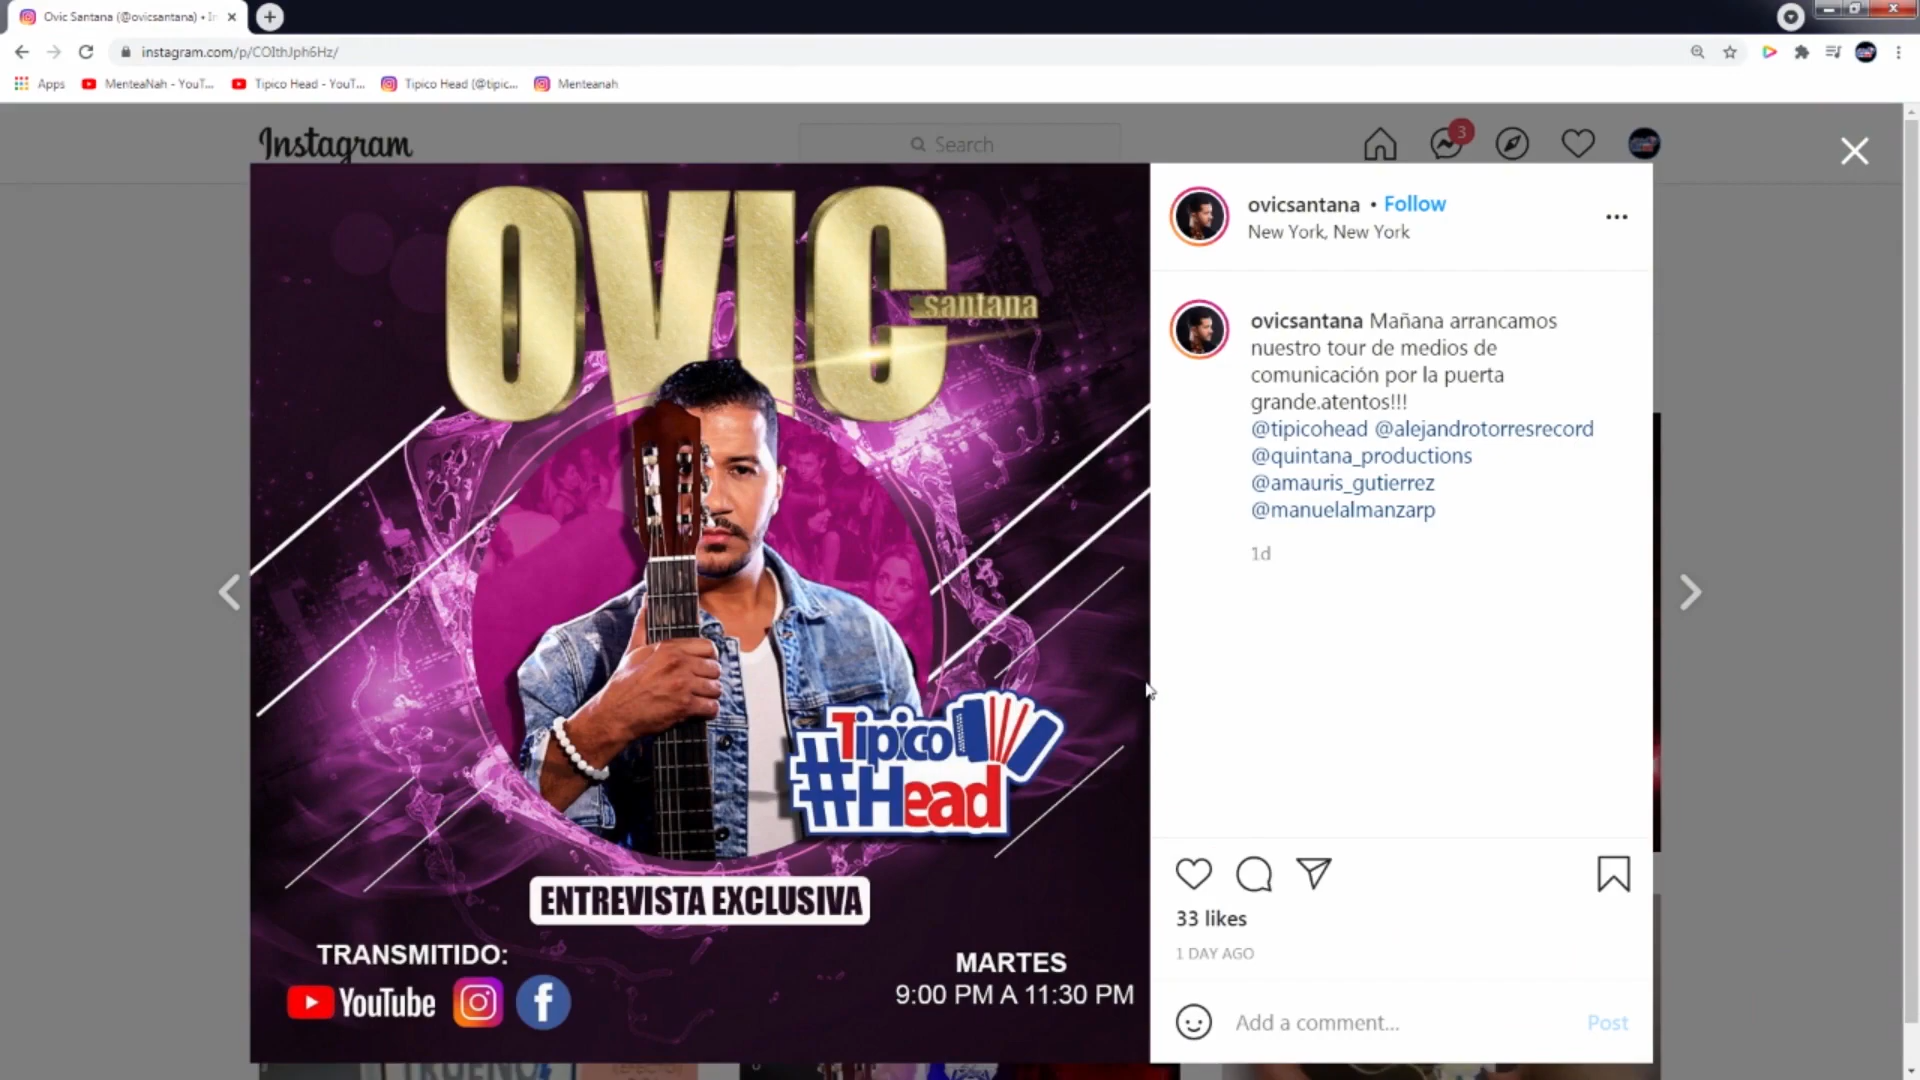 Ovic Santana (@ovicsantana) • In
instagram.com/p/COIthJph6Hz/
Apps
MenteaNah - YouT...
Tipico Head - YouT...
Tipico Head (@tipic...
Menteanah
Instagram
Search
3
OVIC
santana
Tipico
#Head
ENTREVISTA EXCLUSIVA
TRANSMITIDO:
YouTube
MARTES
9:00 PM A 11:30 PM
ovicsantana • Follow
New York, New York
ovicsantana Mañana arrancamos
nuestro tour de medios de
comunicación por la puerta
grande.atentos!!!
@tipicohead @alejandrotorresrecord
@quintana_productions
@amauris_gutierrez
@manuelalmanzarp
1d
33 likes
1 DAY AGO
Add a comment...
Post